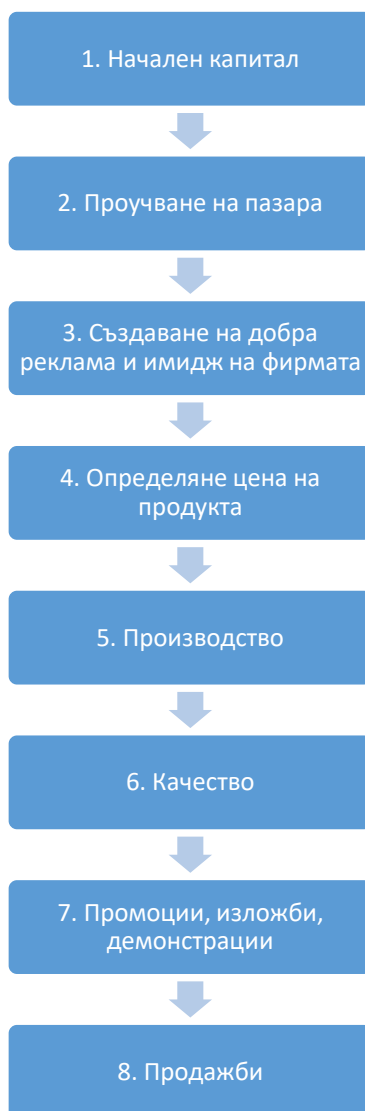 1. Начален капитал
2. Проучване на пазара
3. Създаване на добра
реклама и имидж на фирмата
4. Определяне цена на
продукта
5. Производство
6. Качество
7. Промоции, изложби,
демонстрации
8. Продажби